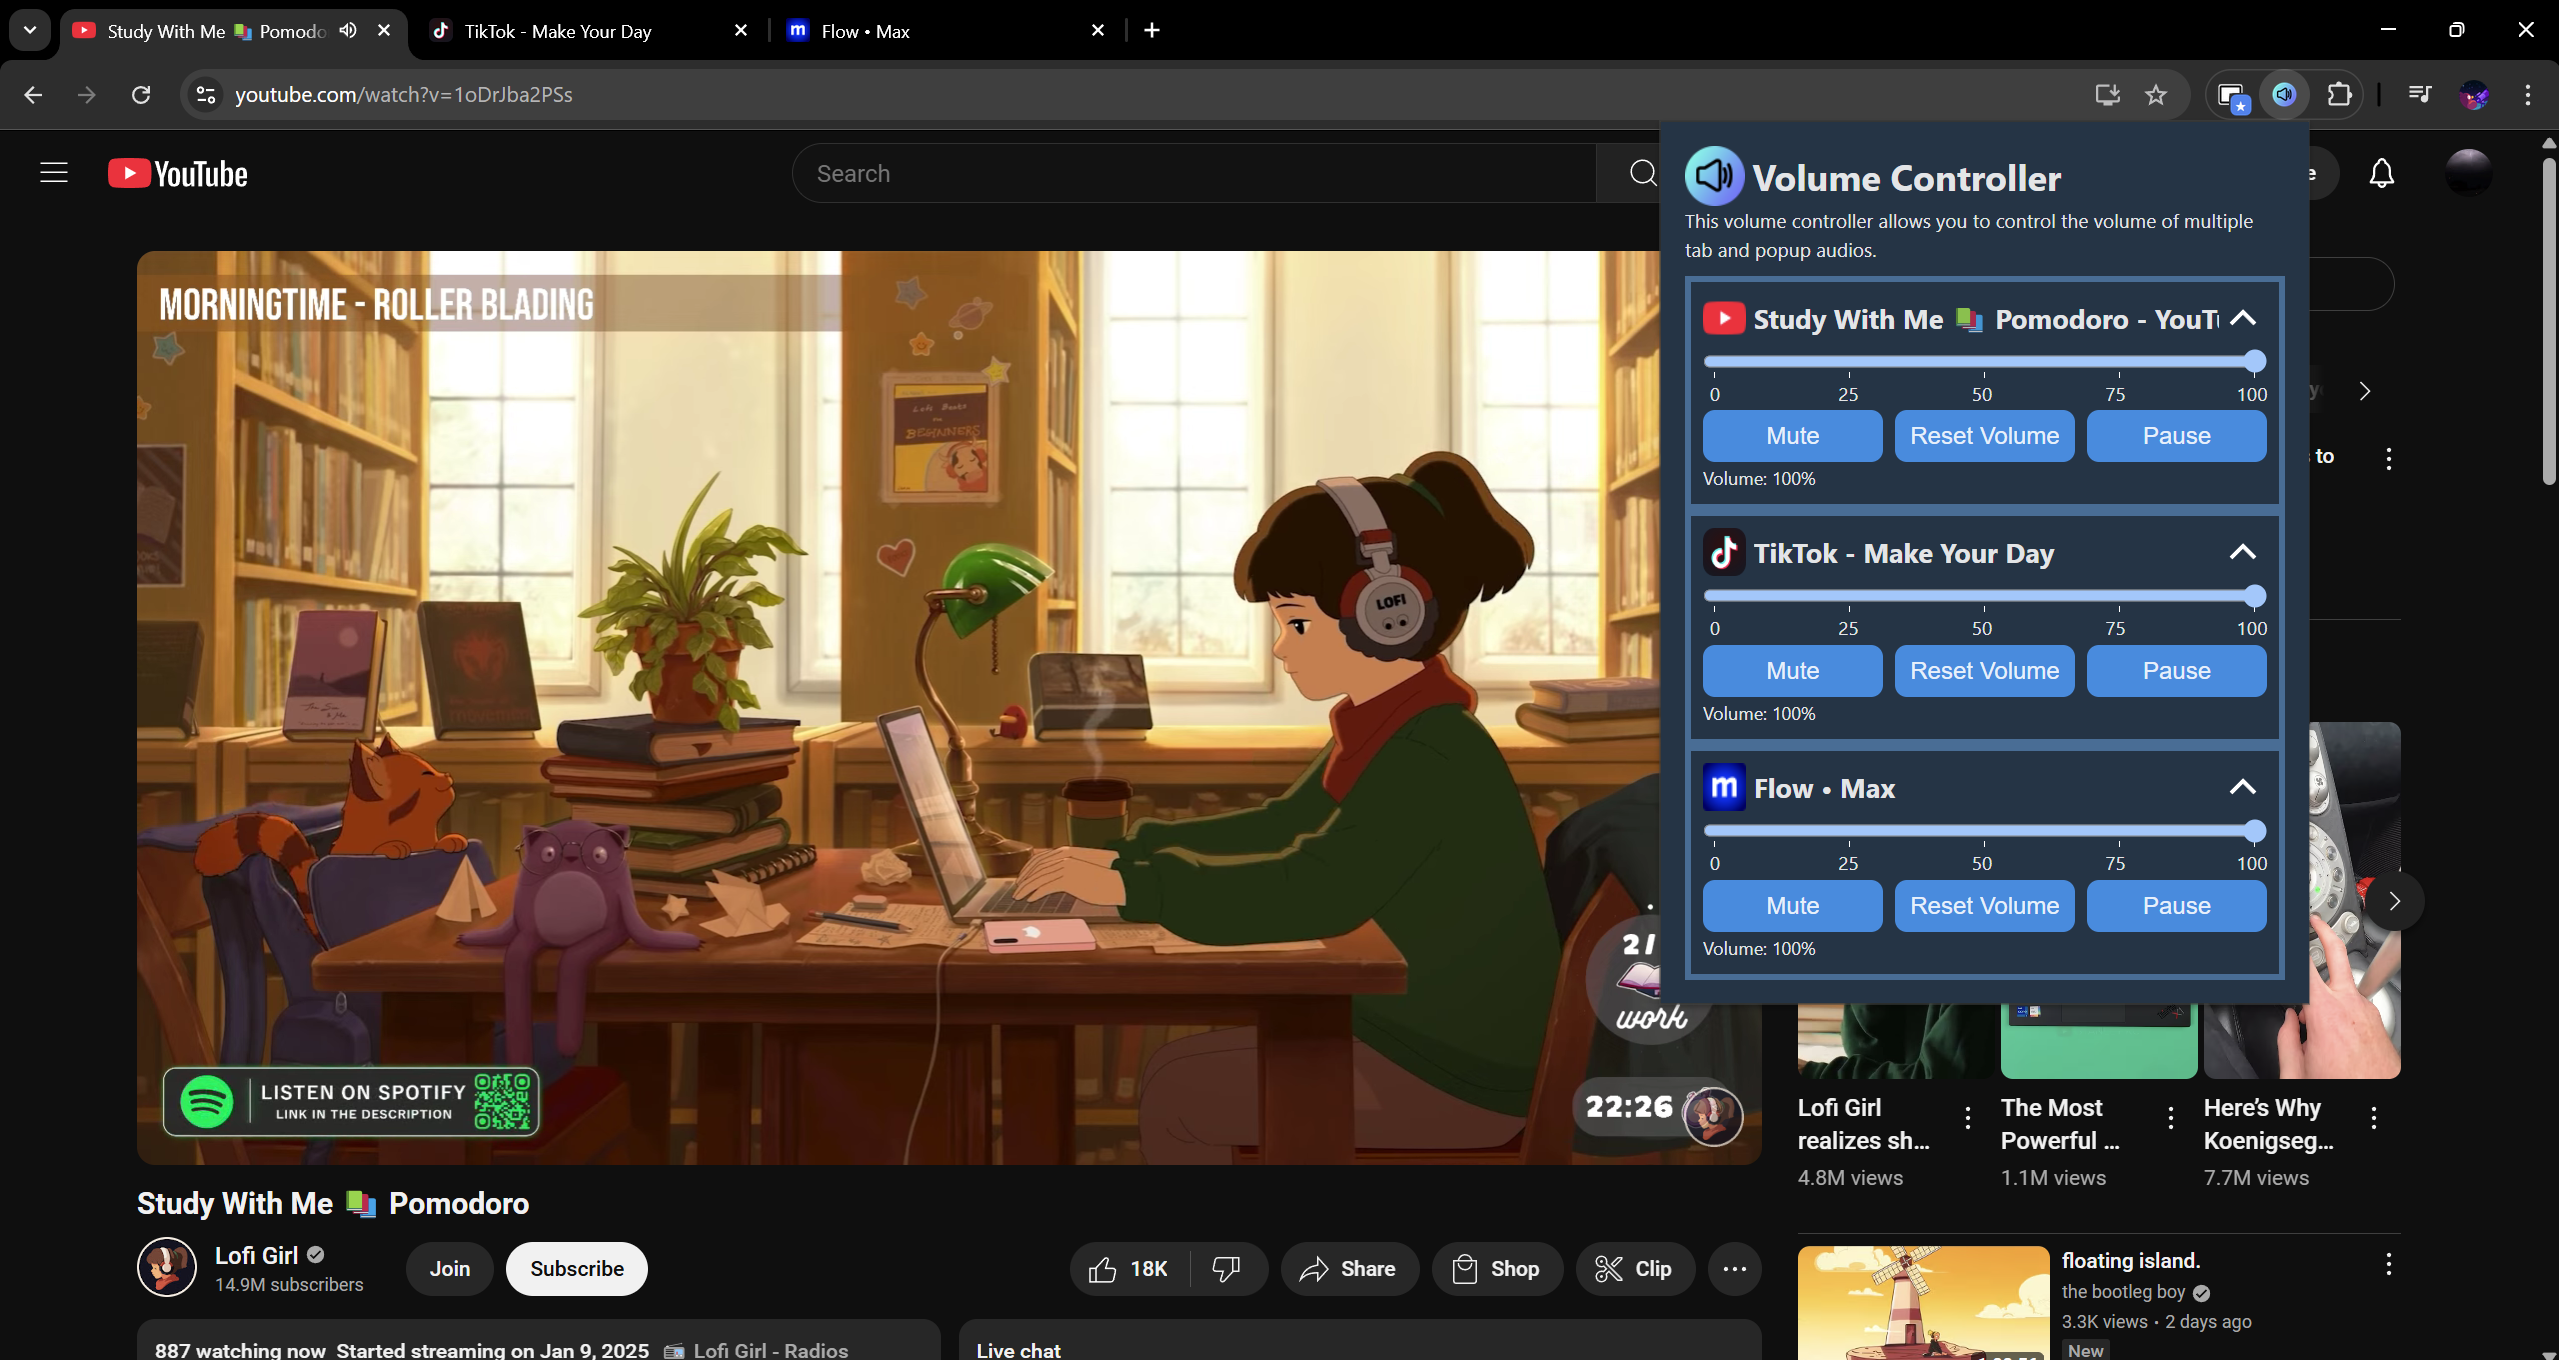 Study With Me 📚 Pomodo
TikTok - Make Your Day
Flow • Max
youtube.com/watch?v=1oDrJba2PSs
YouTube
Search
Volume Controller
This volume controller allows you to control the volume of multiple
tab and popup audios.
Study With Me 📚 Pomodoro - YouT
0 25 50 75 100
Mute
Reset Volume
Pause
Volume: 100%
TikTok - Make Your Day
0 25 50 75 100
Mute
Reset Volume
Pause
Volume: 100%
Flow • Max
0 25 50 75 100
Mute
Reset Volume
Pause
Volume: 100%
MORNINGTIME - ROLLER BLADING
Lofi Books
BEGINNERS
LOFI
work
22:26
LISTEN ON SPOTIFY
LINK IN THE DESCRIPTION
to
Study With Me 📚 Pomodoro
Lofi Girl
14.9M subscribers
Join
Subscribe
18K
Share
Shop
Clip
887 watching now Started streaming on Jan 9, 2025 📻 Lofi Girl - Radios
Live chat
Lofi Girl
realizes sh...
4.8M views
The Most
Powerful ...
1.1M views
Here's Why
Koenigseg...
7.7M views
floating island.
the bootleg boy
3.3K views • 2 days ago
New